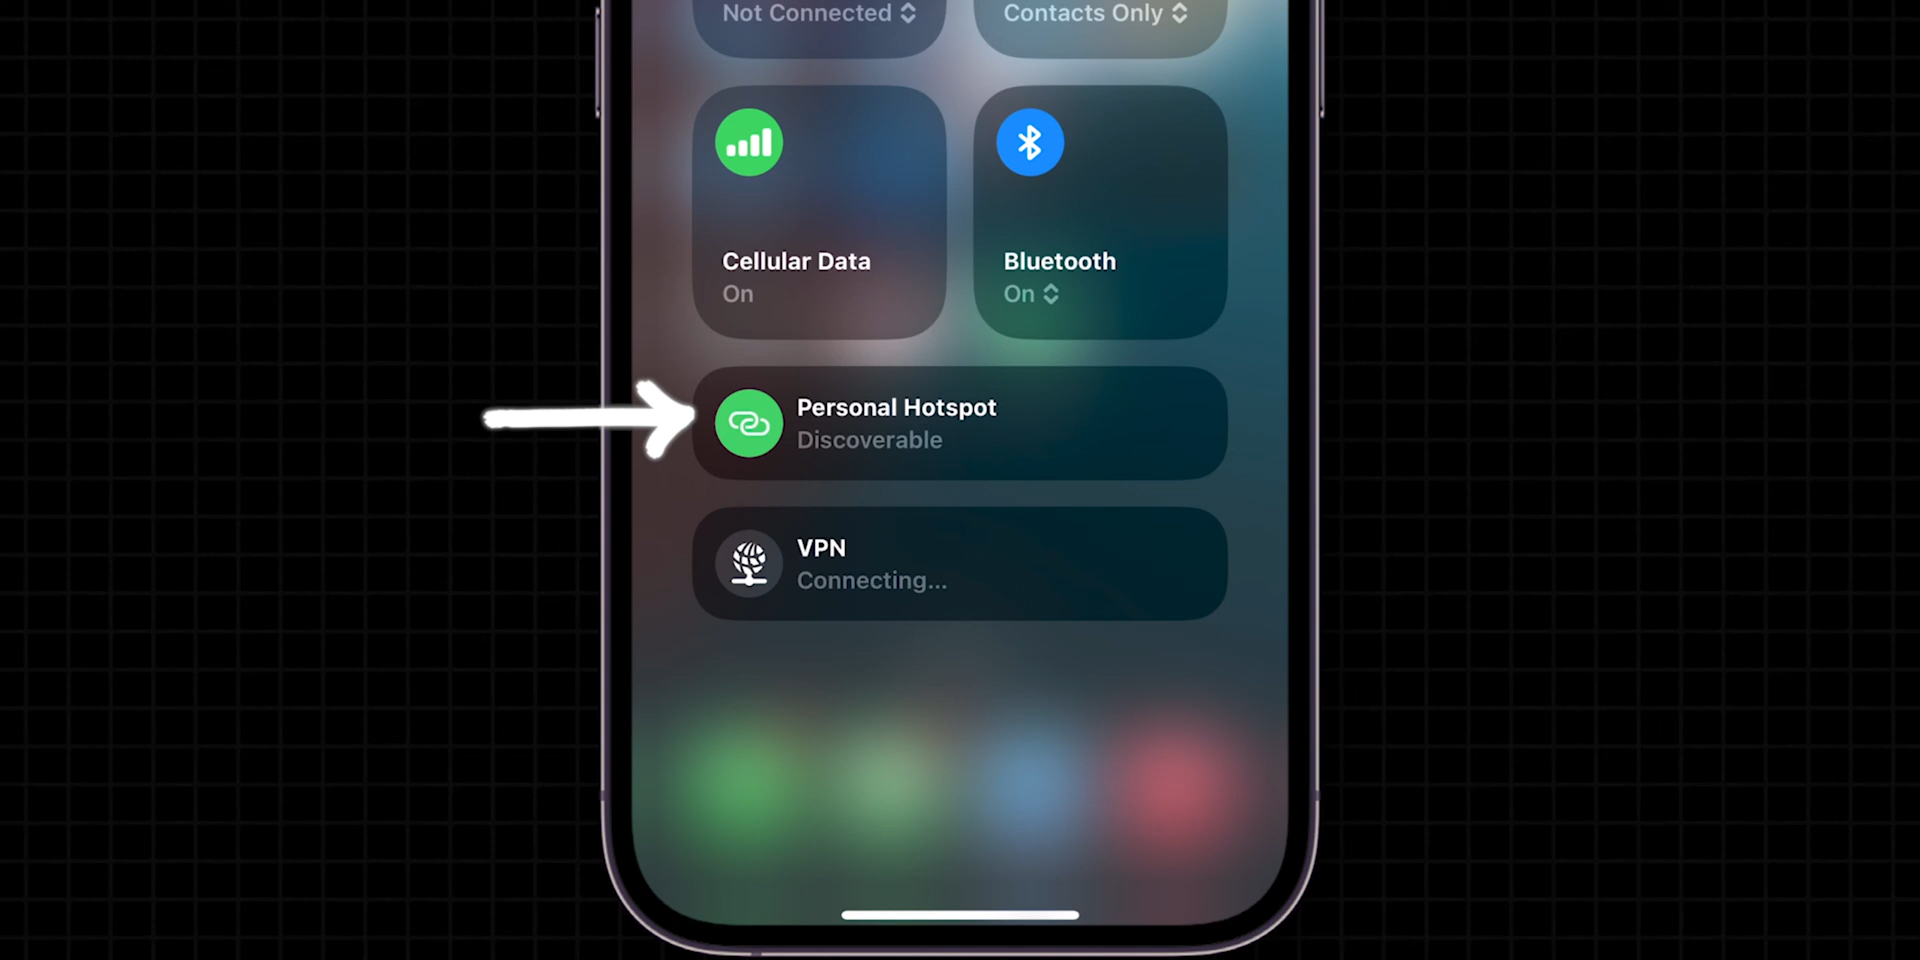 Not Connected
Contacts Only
Cellular Data
On
Bluetooth
On
Personal Hotspot
Discoverable
VPN
Connecting...